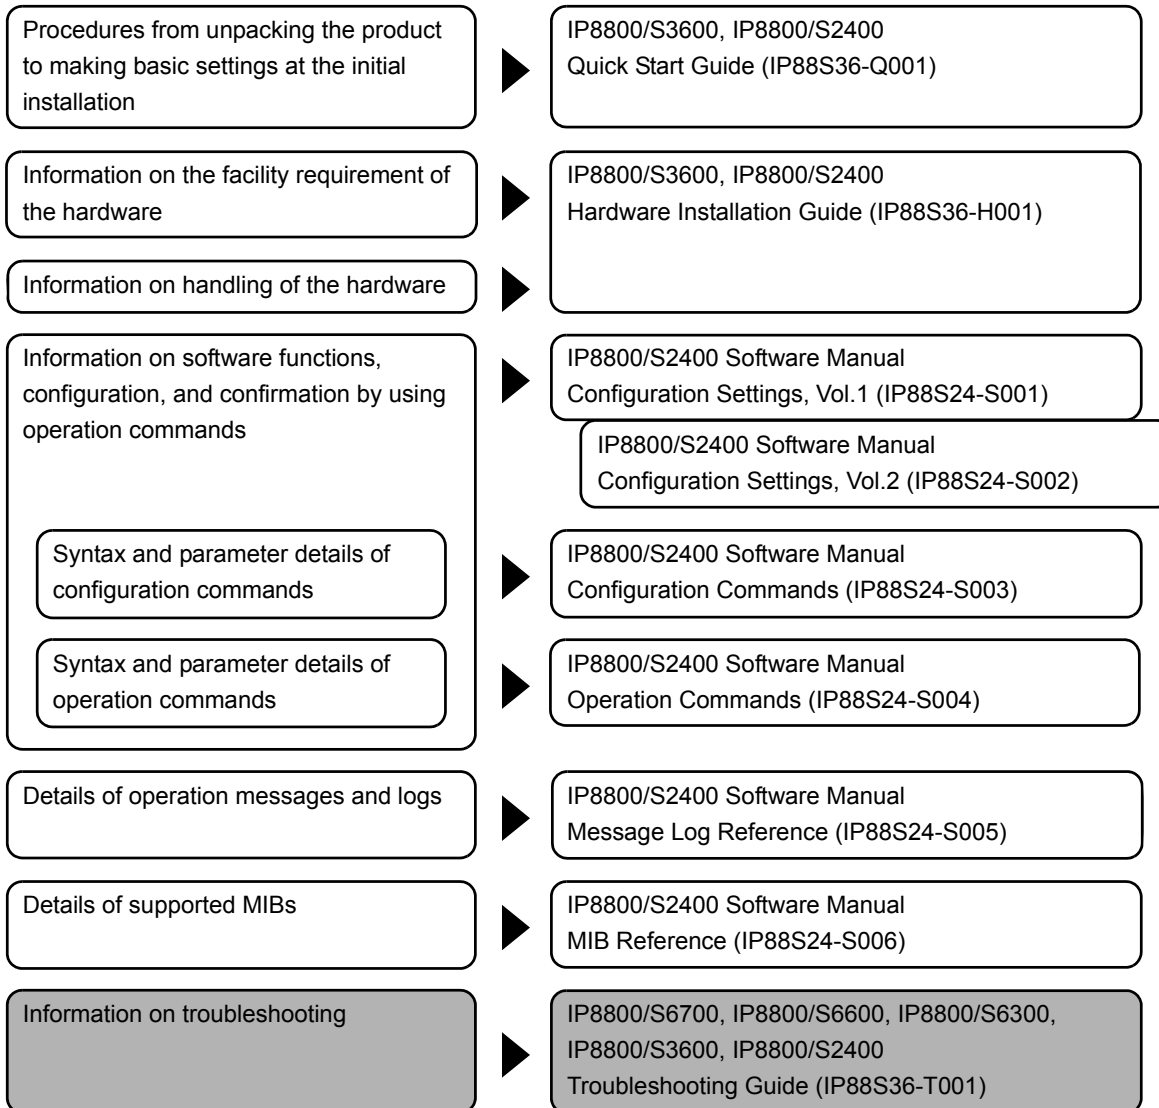 Procedures from unpacking the product
to making basic settings at the initial
installation
IP8800/S3600, IP8800/S2400
Quick Start Guide (IP88S36-Q001)
Information on the facility requirement of
the hardware
IP8800/S3600, IP8800/S2400
Hardware Installation Guide (IP88S36-H001)
Information on handling of the hardware
Information on software functions,
configuration, and confirmation by using
operation commands
IP8800/S2400 Software Manual
Configuration Settings, Vol.1 (IP88S24-S001)
IP8800/S2400 Software Manual
Configuration Settings, Vol.2 (IP88S24-S002)
Syntax and parameter details of
configuration commands
IP8800/S2400 Software Manual
Configuration Commands (IP88S24-S003)
Syntax and parameter details of
operation commands
IP8800/S2400 Software Manual
Operation Commands (IP88S24-S004)
Details of operation messages and logs
IP8800/S2400 Software Manual
Message Log Reference (IP88S24-S005)
Details of supported MIBs
IP8800/S2400 Software Manual
MIB Reference (IP88S24-S006)
Information on troubleshooting
IP8800/S6700, IP8800/S6600, IP8800/S6300,
IP8800/S3600, IP8800/S2400
Troubleshooting Guide (IP88S36-T001)